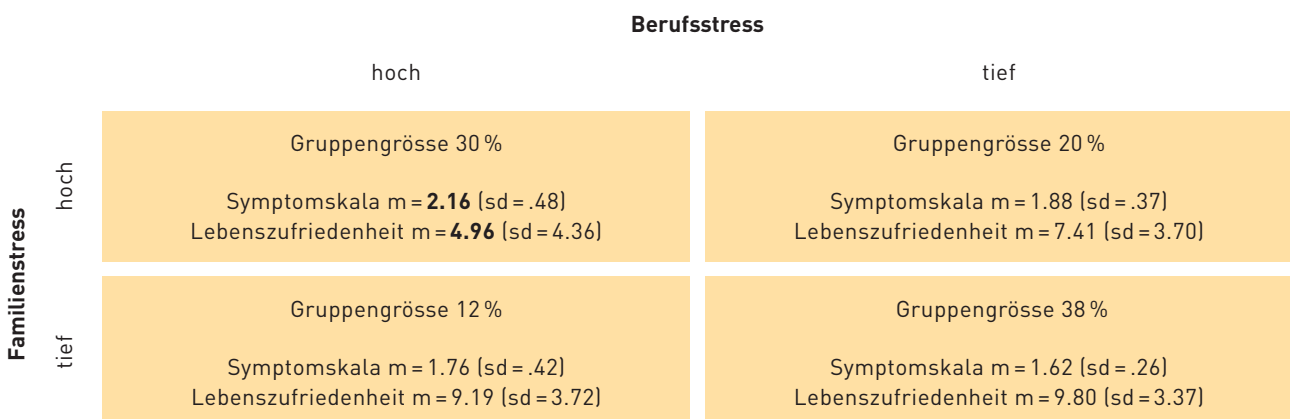 Berufsstress
hoch
tief
Familienstress
hoch
Gruppengrösse 30 %
Symptomskala m = 2.16 (sd = .48)
Lebenszufriedenheit m = 4.96 (sd = 4.36)
Gruppengrösse 20 %
Symptomskala m = 1.88 (sd = .37)
Lebenszufriedenheit m = 7.41 (sd = 3.70)
tief
Gruppengrösse 12 %
Symptomskala m = 1.76 (sd = .42)
Lebenszufriedenheit m = 9.19 (sd = 3.72)
Gruppengrösse 38 %
Symptomskala m = 1.62 (sd = .26)
Lebenszufriedenheit m = 9.80 (sd = 3.37)